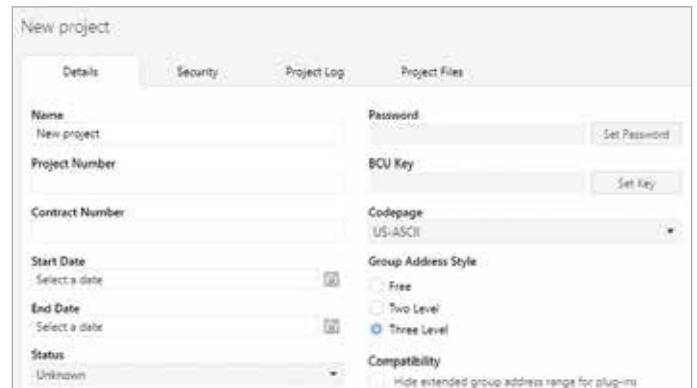 New project
Details
Security
Project Log
Project Files
Name
New project
Project Number
Contract Number
Start Date
Select a date
End Date
Select a date
Status
Unknown
Password
Set Password
BCU Key
Set Key
Codepage
US-ASCII
Group Address Style
Free
Two Level
Three Level
Compatibility
Hide extended group address range for plug-ins